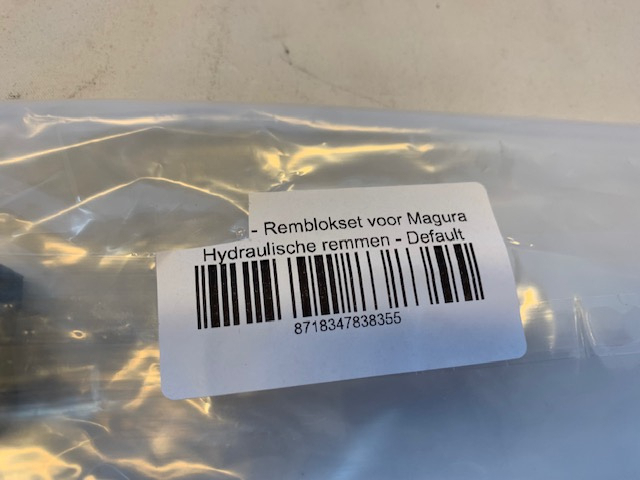 - Remblokset voor Magura
Hydraulische remmen - Default
8718347838355